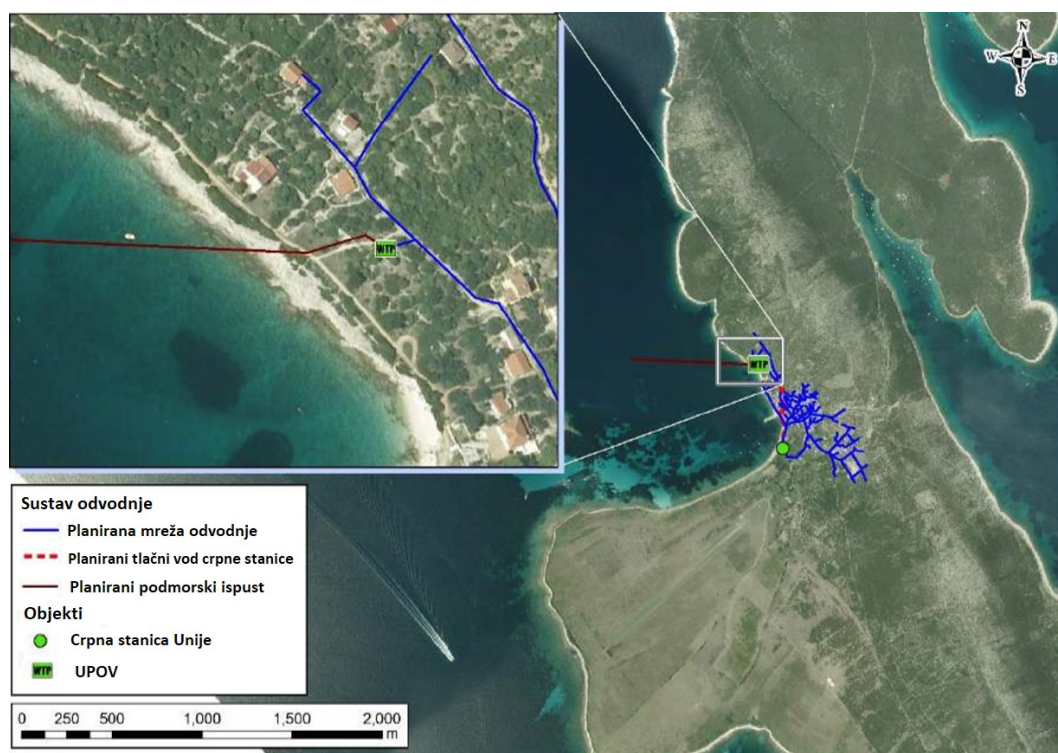 WTP
N
W E
S
WTP
Sustav odvodnje
Planirana mreža odvodnje
Planirani tlačni vod crpne stanice
Planirani podmorski ispust
Objekti
Crpna stanica Unije
WTP UPOV
0 250 500 1,000 1,500 2,000
m